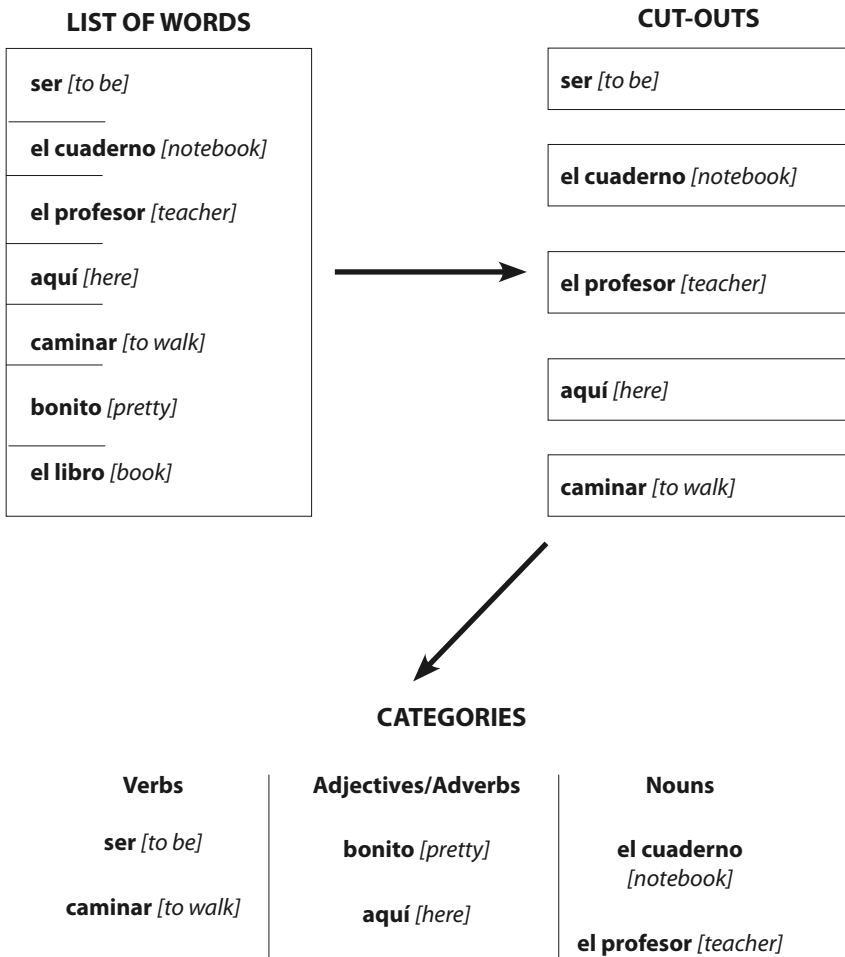 LIST OF WORDS
ser [to be]
el cuaderno [notebook]
el profesor [teacher]
aquí [here]
caminar [to walk]
bonito [pretty]
el libro [book]
CUT-OUTS
ser [to be]
el cuaderno [notebook]
el profesor [teacher]
aquí [here]
caminar [to walk]
CATEGORIES
Verbs
ser [to be]
caminar [to walk]
Adjectives/Adverbs
bonito [pretty]
aquí [here]
Nouns
el cuaderno
[notebook]
el profesor [teacher]